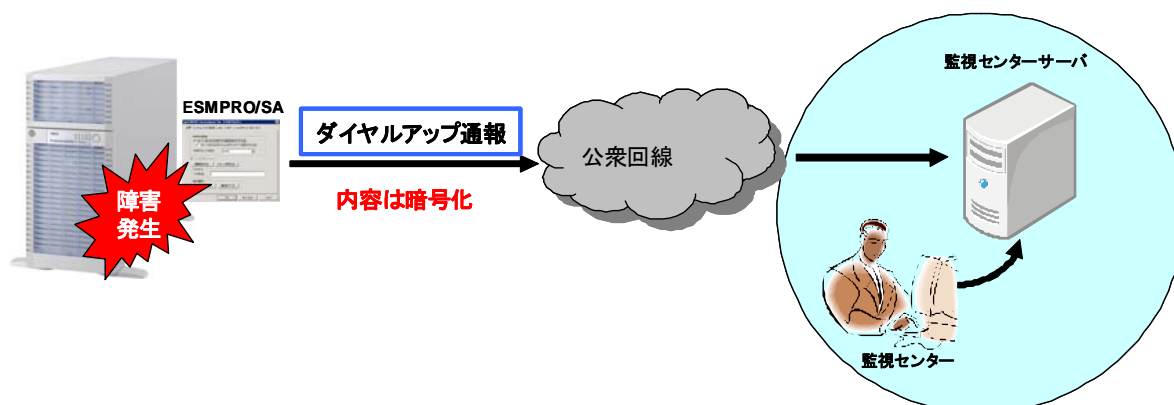 監視センターサーバ
ESMPRO/SA
ダイヤルアップ通報
公衆回線
内容は暗号化
障害
発生
監視センター